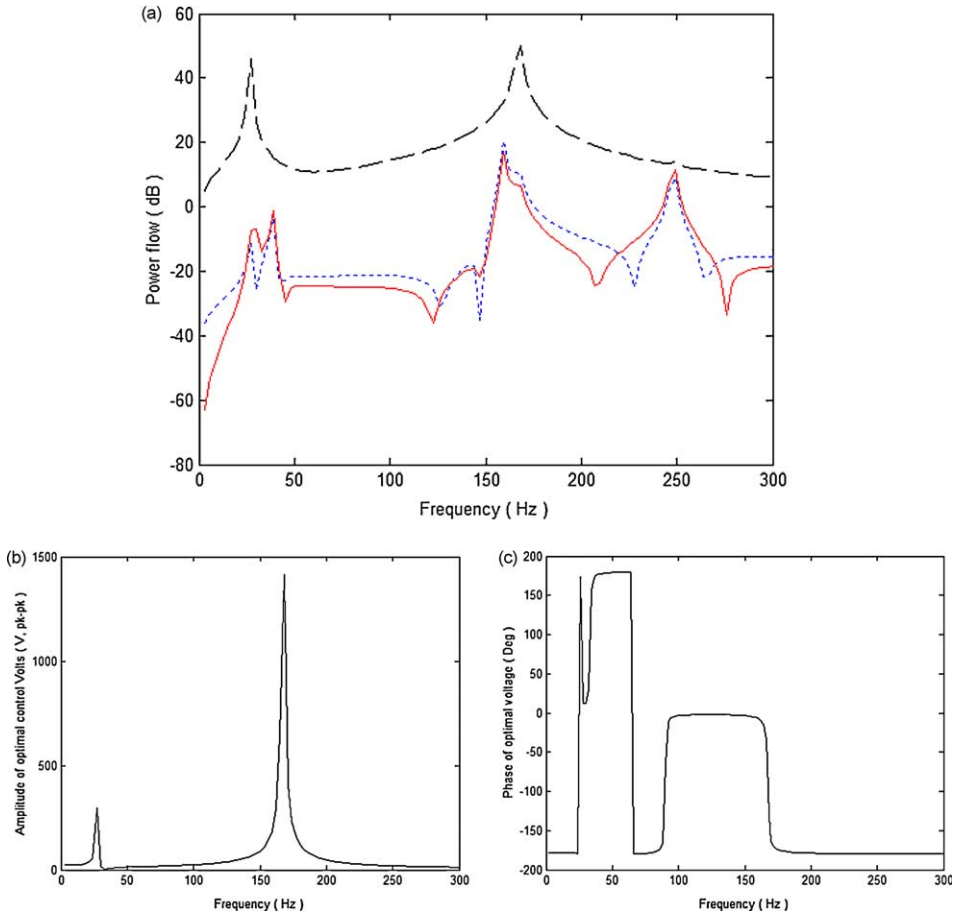 (a)
60
40
20
0
-20
-40
-60
-80
Power flow ( dB )
0 50 100 150 200 250 300
Frequency ( Hz )
(b)
1500
1000
500
0
Amplitude of optimal control Volts ( V, pk-pk )
0 50 100 150 200 250 300
Frequency ( Hz )
(c)
200
150
100
50
0
-50
-100
-150
-200
Phase of optimal voltage ( Deg )
0 50 100 150 200 250 300
Frequency ( Hz )